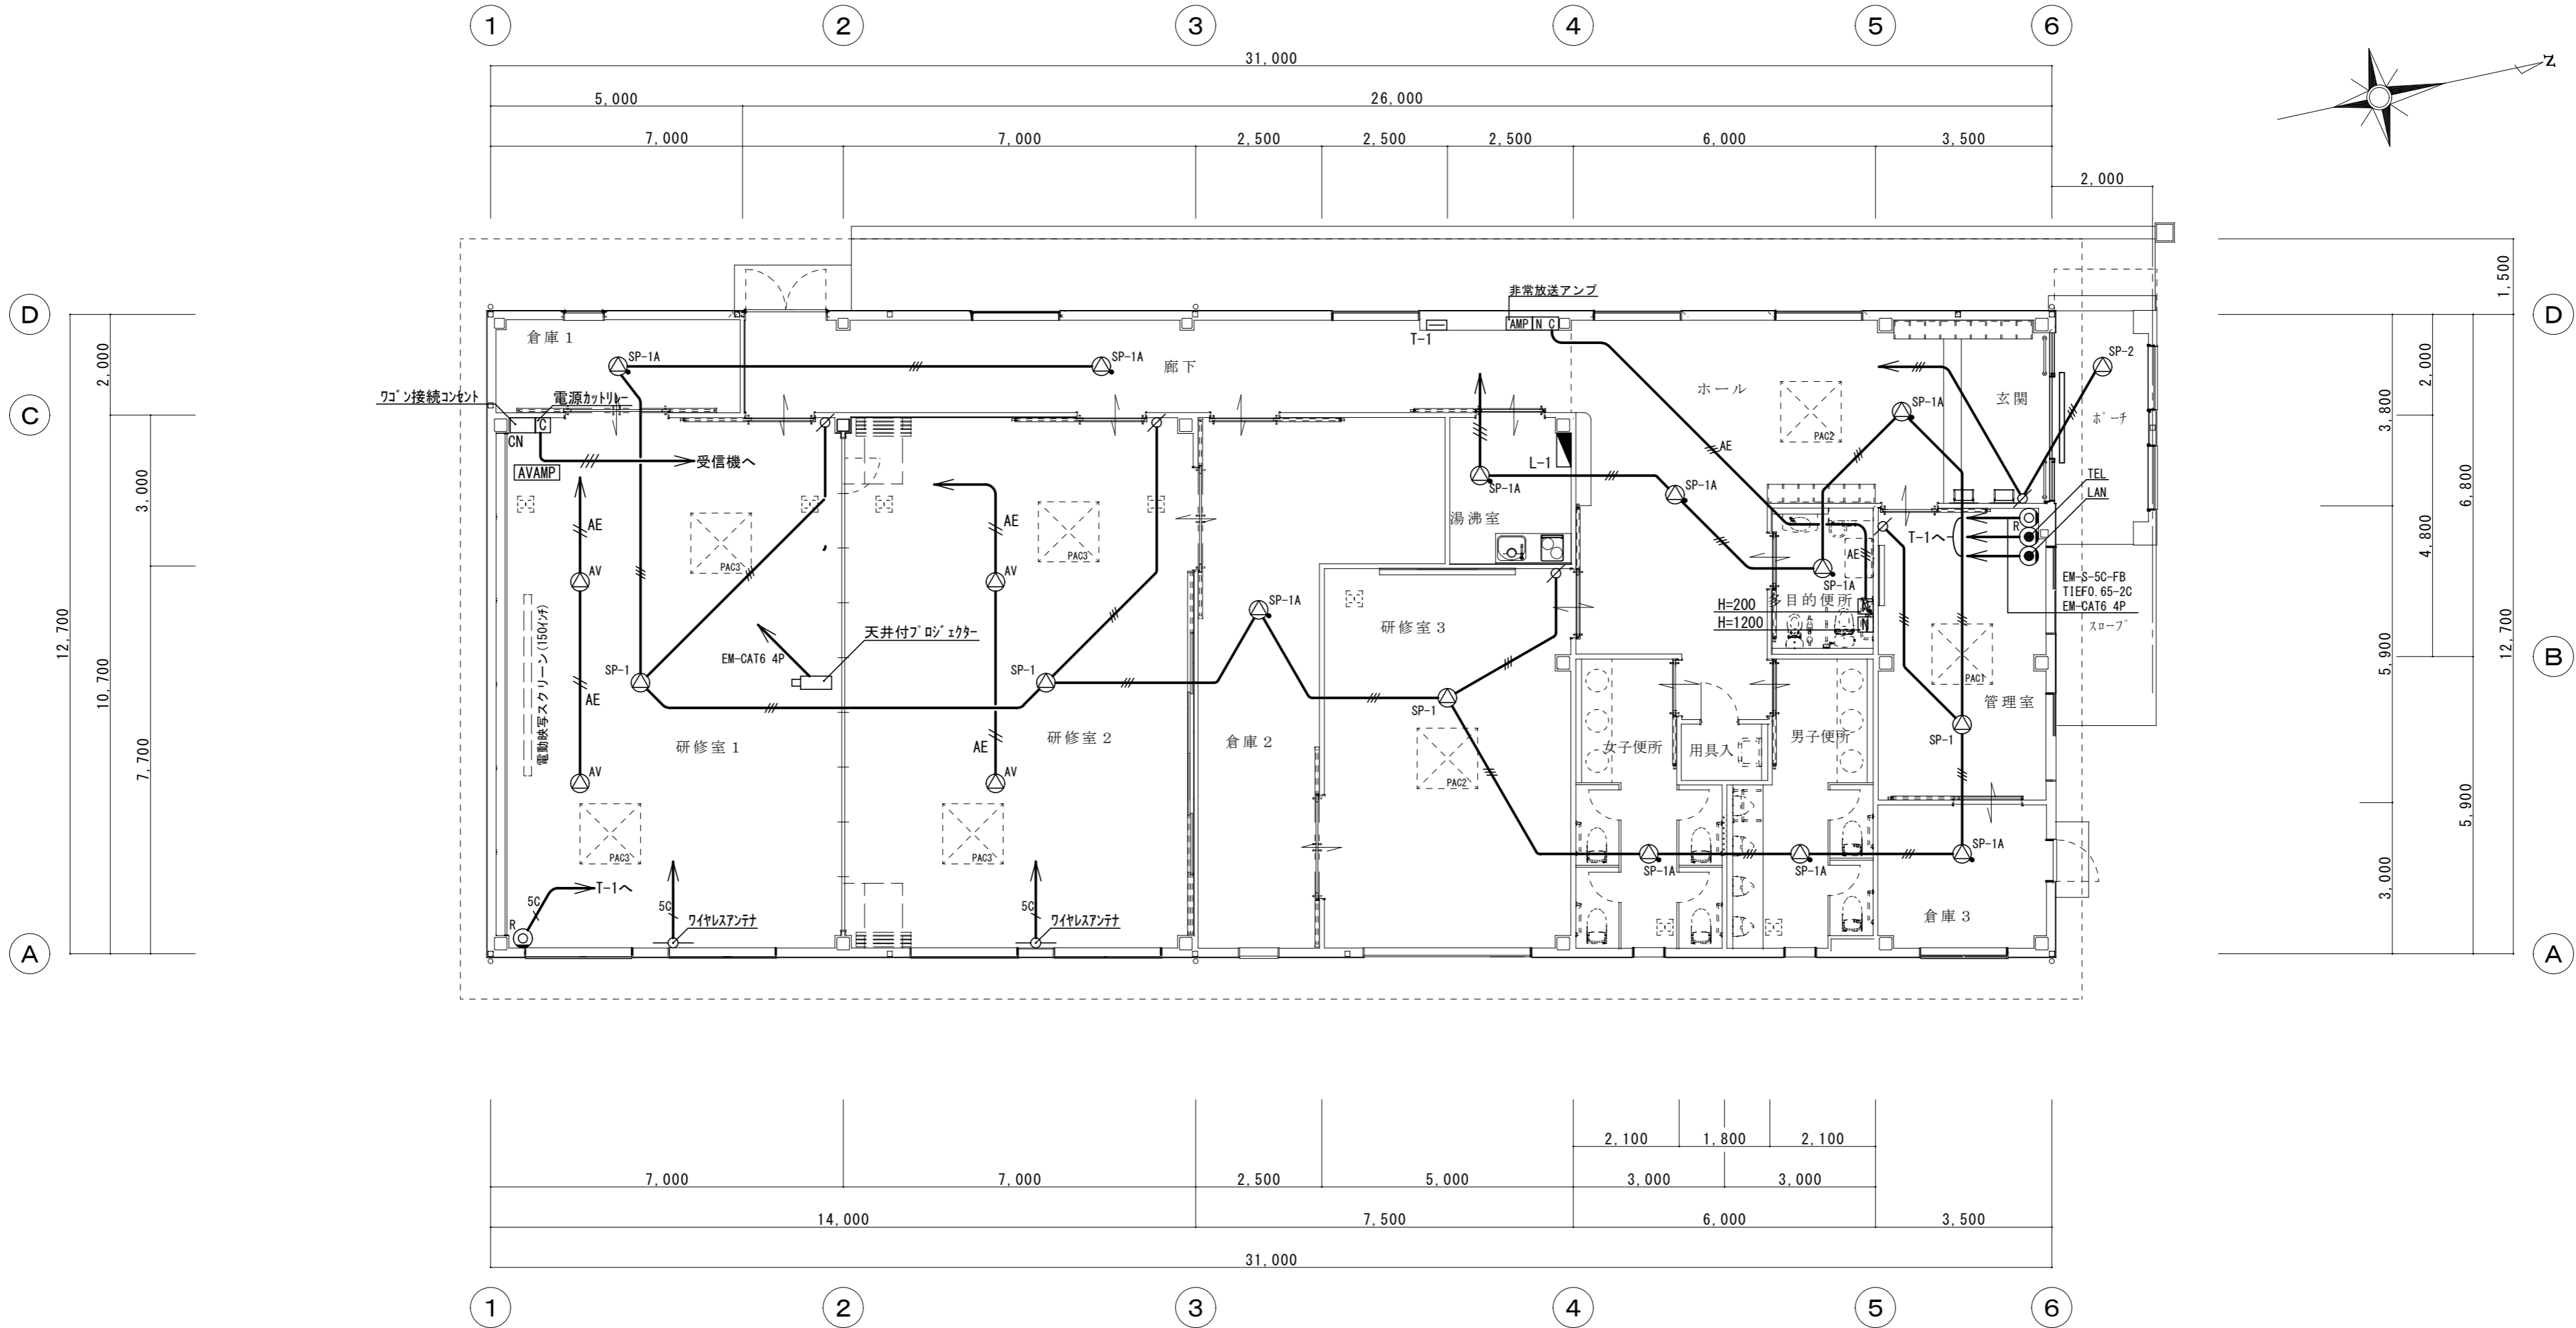 1
2
3
4
5
6
31,000
5,000
26,000
7,000
7,000
2,500
2,500
2,500
6,000
3,500
2,000
Z
非常放送アンプ
AMP
N
C
T-1
倉庫1
SP-1A
SP-1A
廊下
ホール
玄関
SP-2
ポーチ
SP-1A
PAC2
ﾜｺﾞﾝ接続ｺﾝｾﾝﾄ
電源カットリレー
C
CN
受信機へ
AVAMP
L-1
SP-1A
SP-1A
AE
TEL
LAN
R
T-1へ
湯沸室
AE
AE
PAC3
PAC3
AE
SP-1A
多目的便所
H=200
H=1200
N
EM-S-5C-FB
TIEF0.65-2C
EM-CAT6 4P
スロープ
AV
AV
SP-1A
研修室3
天井付ﾌﾟﾛｼﾞｪｸﾀｰ
EM-CAT6 4P
SP-1
SP-1
SP-1
AE
AE
電動映写スクリーン(150ｲﾝﾁ)
研修室1
研修室2
倉庫2
PAC1
管理室
SP-1
女子便所
用具入
男子便所
AV
AV
PAC2
PAC3
PAC3
SP-1A
SP-1A
SP-1A
T-1へ
5C
R
5C
ﾜｲﾔﾚｽｱﾝﾃﾅ
5C
ﾜｲﾔﾚｽｱﾝﾃﾅ
倉庫3
D
C
A
2,000
3,000
7,700
10,700
12,700
D
B
A
1,500
2,000
3,800
4,800
6,800
5,900
5,900
3,000
12,700
2,100
1,800
2,100
7,000
7,000
2,500
5,000
3,000
3,000
14,000
7,500
6,000
3,500
31,000
1
2
3
4
5
6